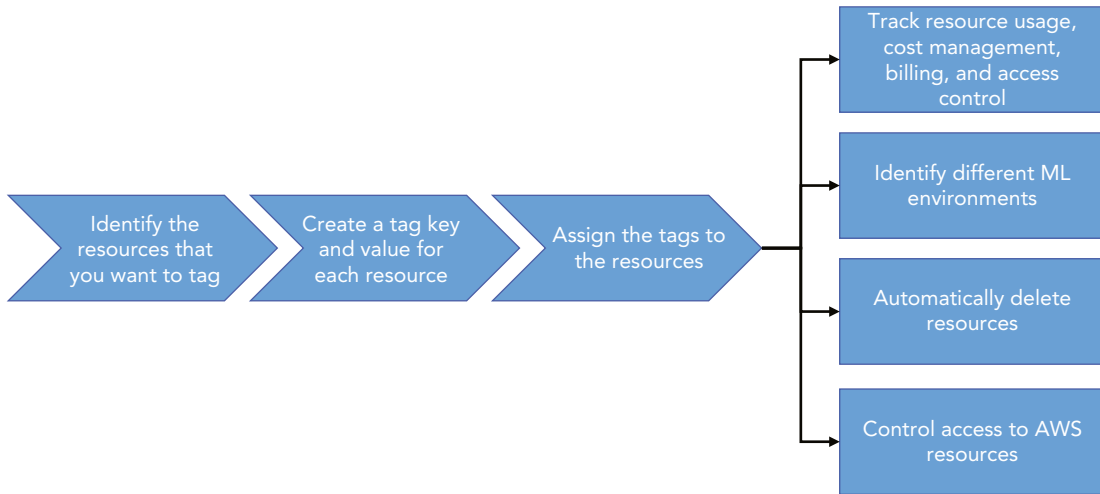 Identify the
resources that
you want to tag
Create a tag key
and value for
each resource
Assign the tags to
the resources
Track resource usage,
cost management,
billing, and access
control
Identify different ML
environments
Automatically delete
resources
Control access to AWS
resources